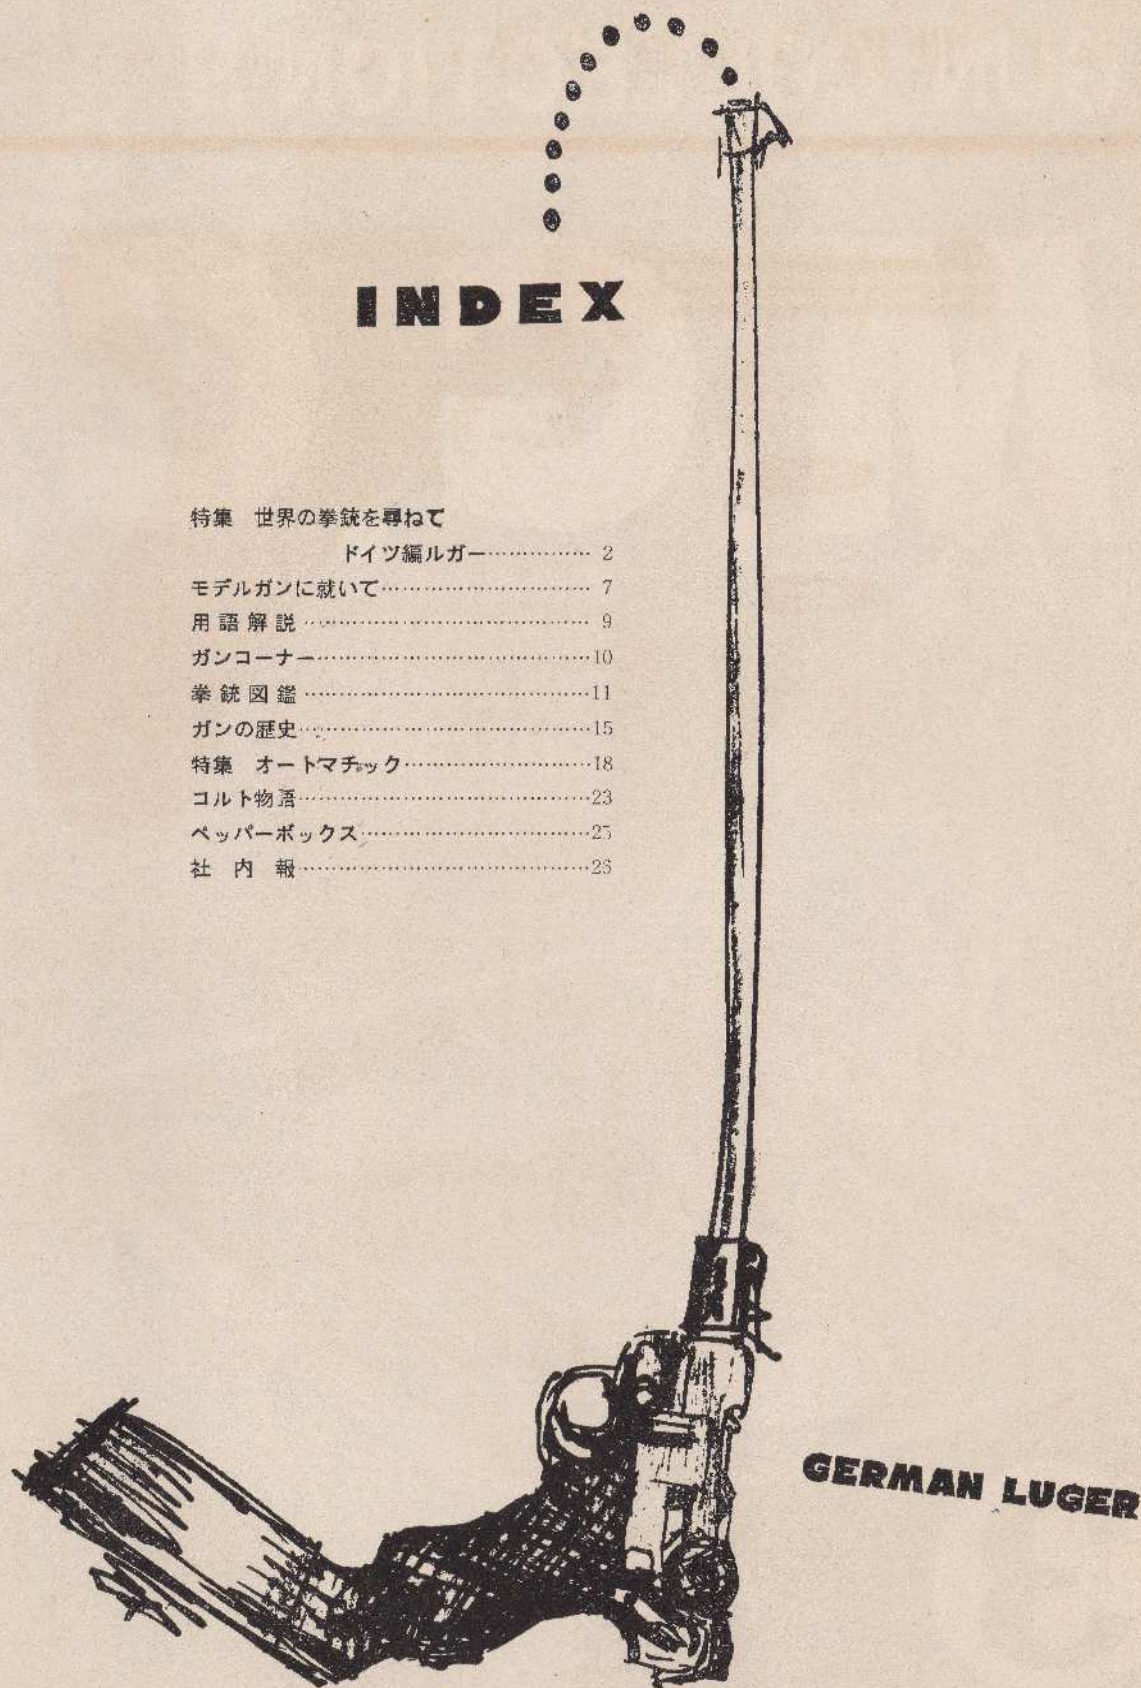 INDEX
特集　世界の拳銃を尋ねて
ドイツ編ルガー…………… 2
モデルガンに就いて…………………… 7
用語解説…………………………… 9
ガンコーナー…………………………10
拳銃図鑑……………………………11
ガンの歴史……………………………15
特集　オートマチック…………………18
コルト物語……………………………23
ペッパーボックス………………………25
社内報……………………………26
GERMAN LUGER